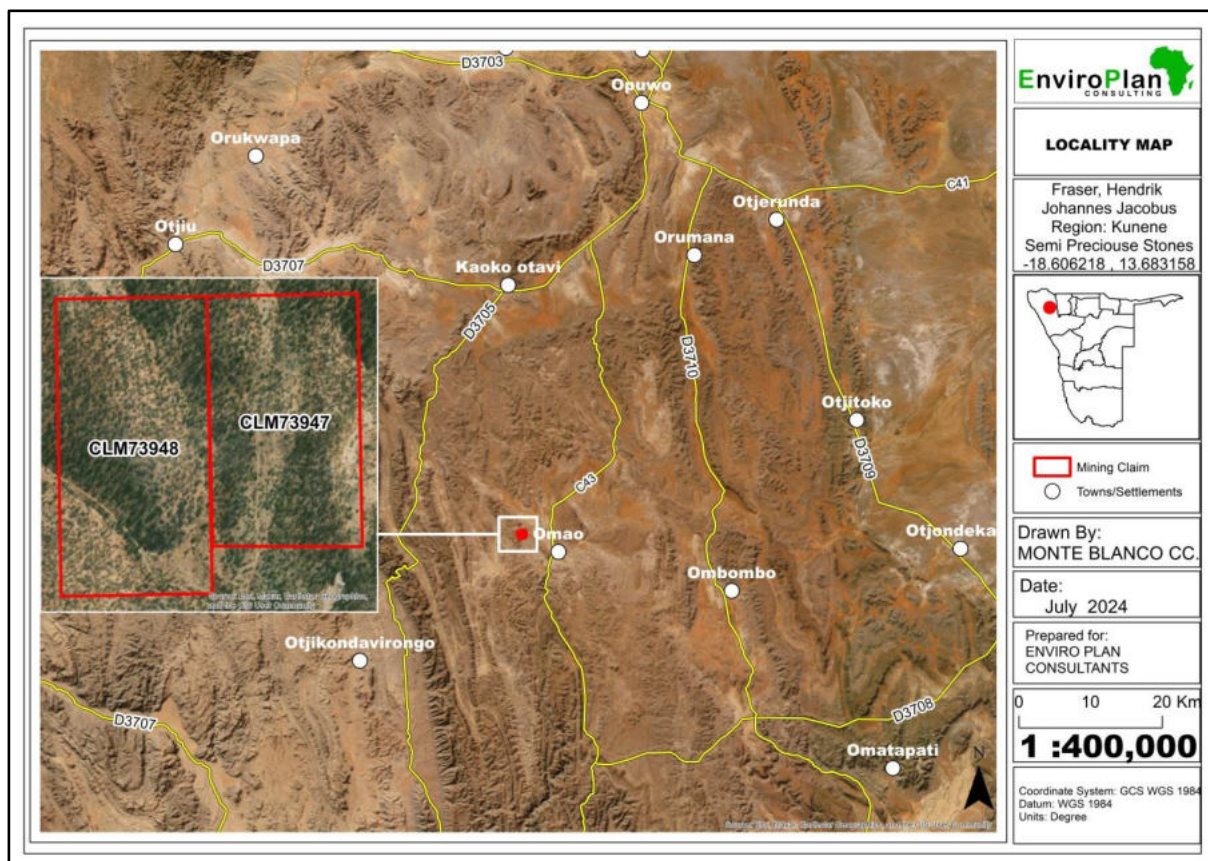 D3703
Opuwo
Orukwapa
C41
Otjerunda
Otjiu
Orumana
D3707
Kaoko otavi
D3705
D3710
CLM73948
CLM73947
Otjitoko
D3709
C43
Omao
Otjondeka
Ombombo
Otjikondavirongo
D3707
D3708
Omatapati
N
EnviroPlan
CONSULTING
LOCALITY MAP
Fraser, Hendrik
Johannes Jacobus
Region: Kunene
Semi Preciouse Stones
-18.606218 , 13.683158
Mining Claim
Towns/Settlements
Drawn By:
MONTE BLANCO CC.
Date:
July 2024
Prepared for:
ENVIRO PLAN
CONSULTANTS
0 10 20 Km
1 :400,000
Coordinate System: GCS WGS 1984
Datum: WGS 1984
Units: Degree